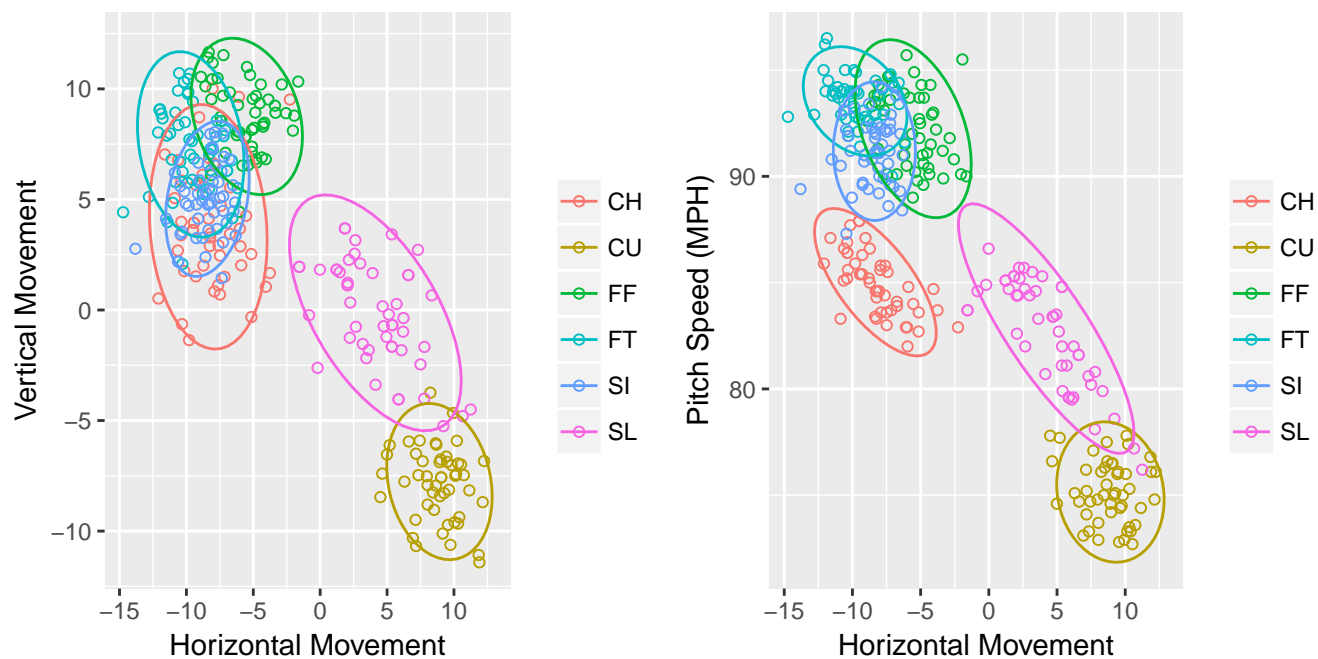 Vertical Movement
10
5
0
−5
−10
−15 −10 −5 0 5 10
Horizontal Movement
CH
CU
FF
FT
SI
SL
Pitch Speed (MPH)
90
80
−15 −10 −5 0 5 10
Horizontal Movement
CH
CU
FF
FT
SI
SL